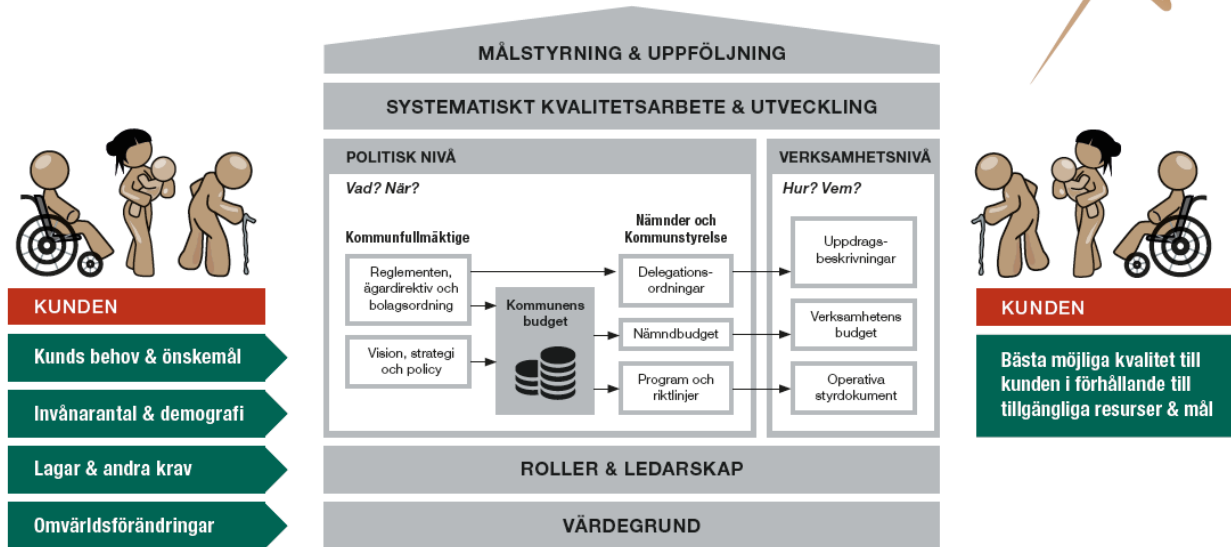 MÅLSTYRNING & UPPFÖLJNING
SYSTEMATISKT KVALITETSARBETE & UTVECKLING
KUNDEN
Kunds behov & önskemål
Invånarantal & demografi
Lagar & andra krav
Omvärldsförändringar
POLITISK NIVÅ
Vad? När?
Kommunfullmäktige
Reglementen,
ägardirektiv och
bolagsordning
Vision, strategi
och policy
Kommunens
budget
Nämnder och
Kommunstyrelse
Delegations-
ordningar
Nämndbudget
Program och
riktlinjer
VERKSAMHETSNIVÅ
Hur? Vem?
Uppdrags-
beskrivningar
Verksamhetens
budget
Operativa
styrdokument
ROLLER & LEDARSKAP
VÄRDEGRUND
KUNDEN
Bästa möjliga kvalitet till
kunden i förhållande till
tillgängliga resurser & mål